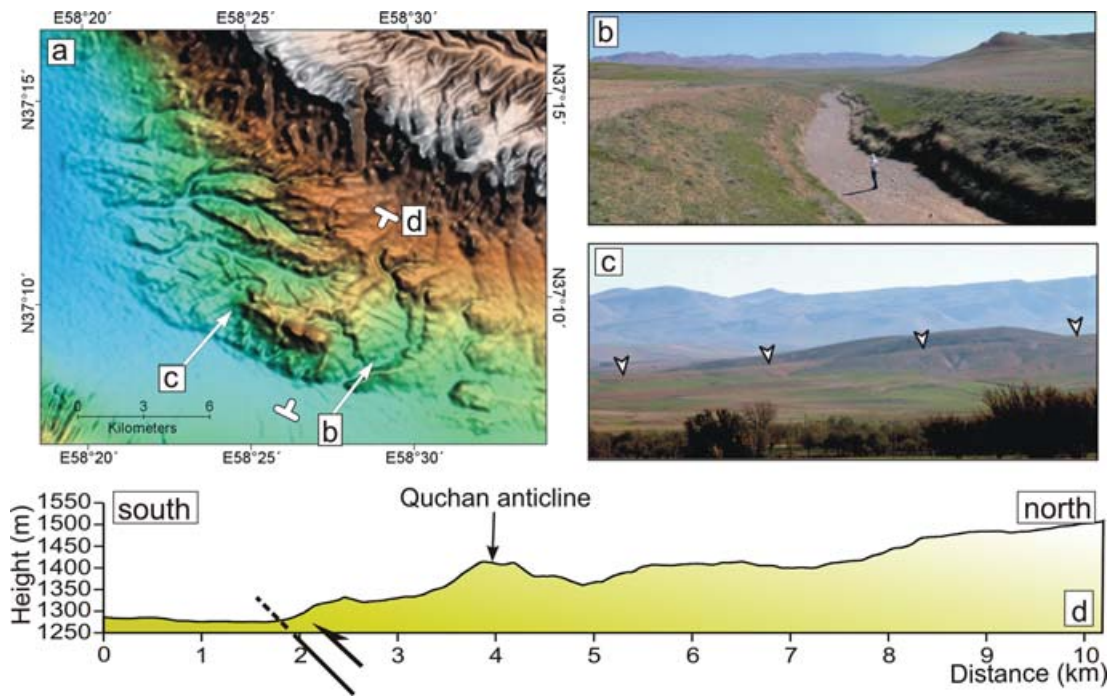 E58°20´ E58°25´ E58°30´
a
N37°15´ N37°15´
d
N37°10´ N37°10´
c
b
0 3 6
Kilometers
E58°20´ E58°25´ E58°30´
b
c
Quchan anticline
south north
Height (m)
1550
1500
1450
1400
1350
1300
1250
d
0 1 2 3 4 5 6 7 8 9 10
Distance (km)